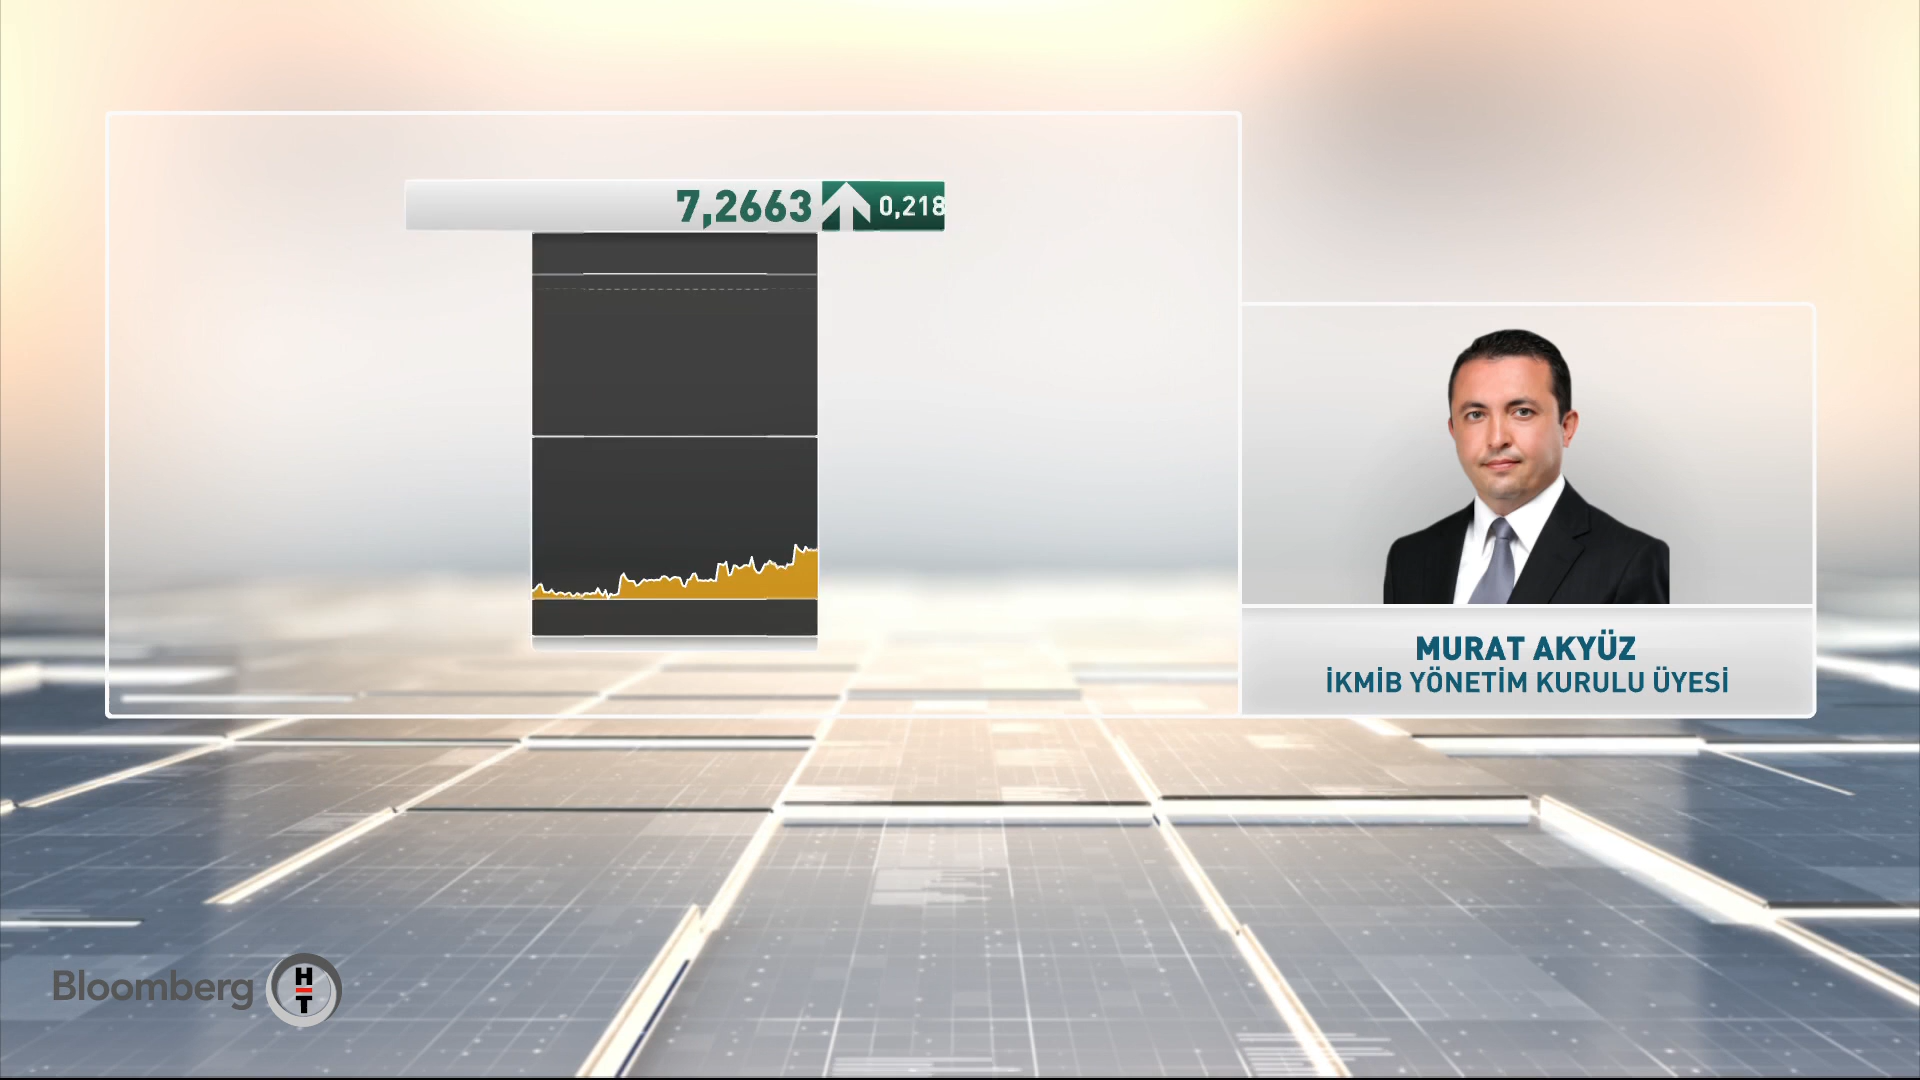 7,2663 0,218
MURAT AKYÜZ
İKMİB YÖNETİM KURULU ÜYESİ
Bloomberg HT